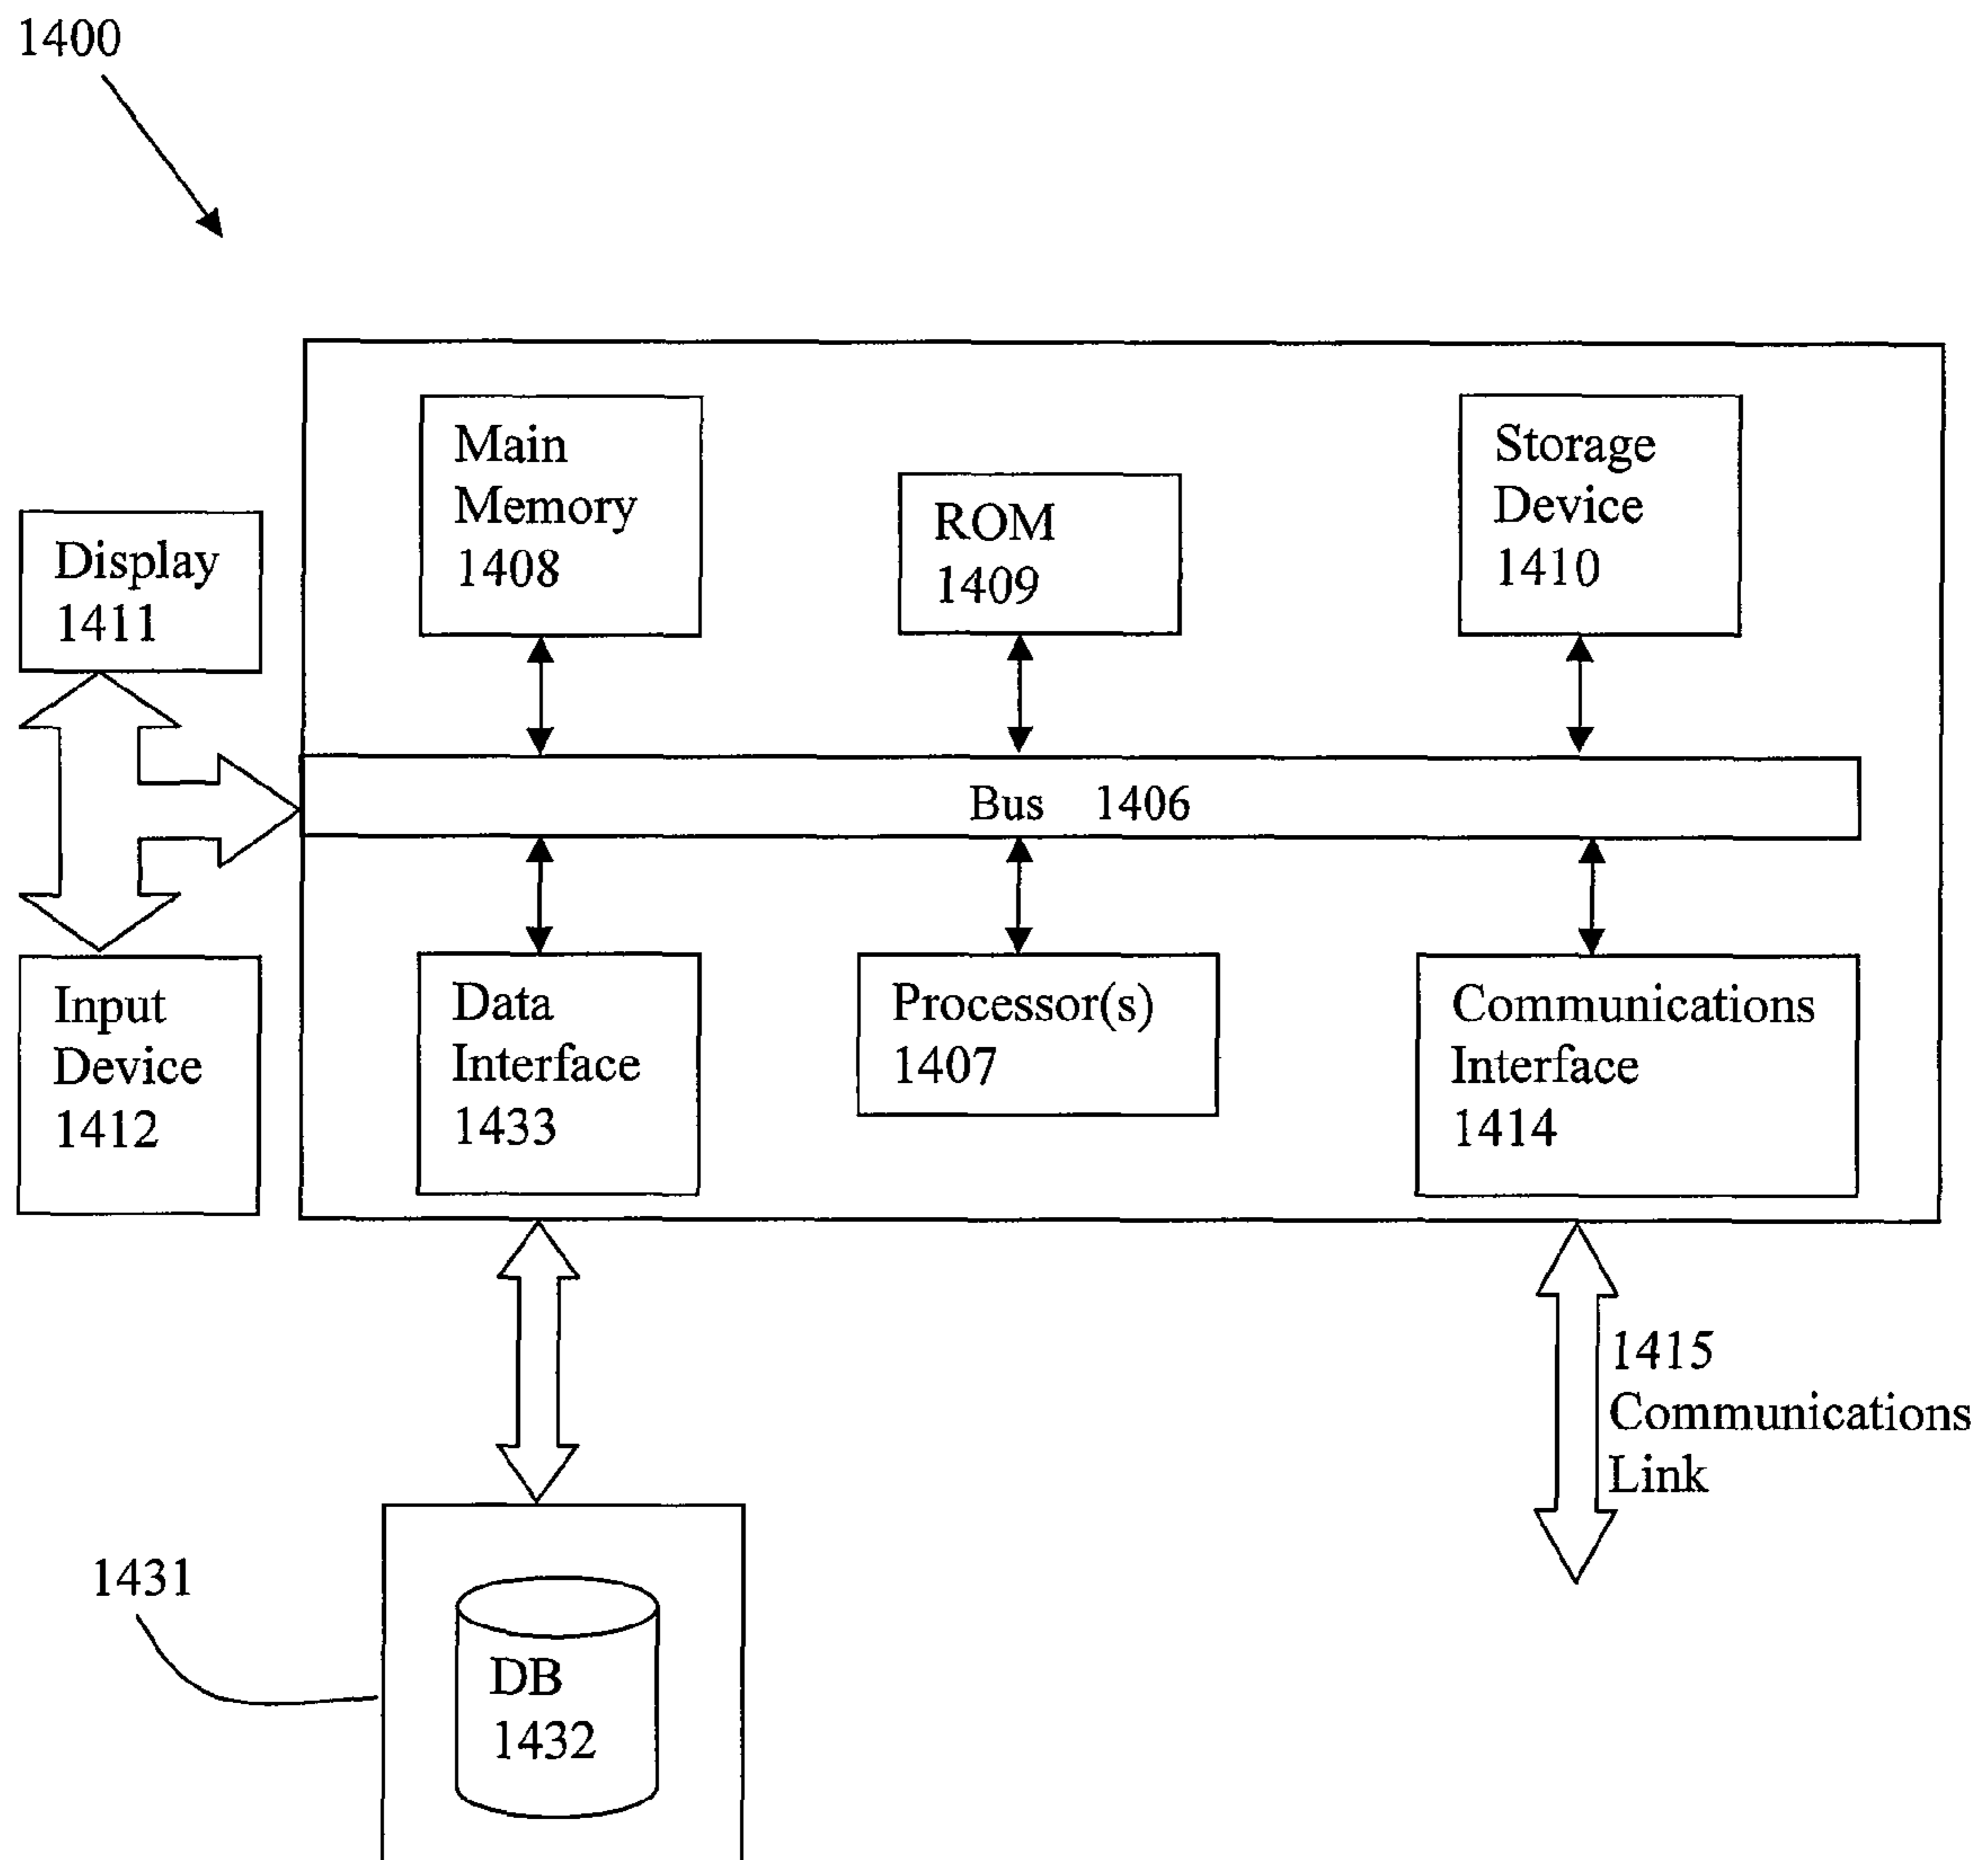 1400
Main
Memory
1408
ROM
1409
Storage
Device
1410
Display
1411
Bus 1406
Input
Device
1412
Data
Interface
1433
Processor(s)
1407
Communications
Interface
1414
1415
Communications
Link
1431
DB
1432